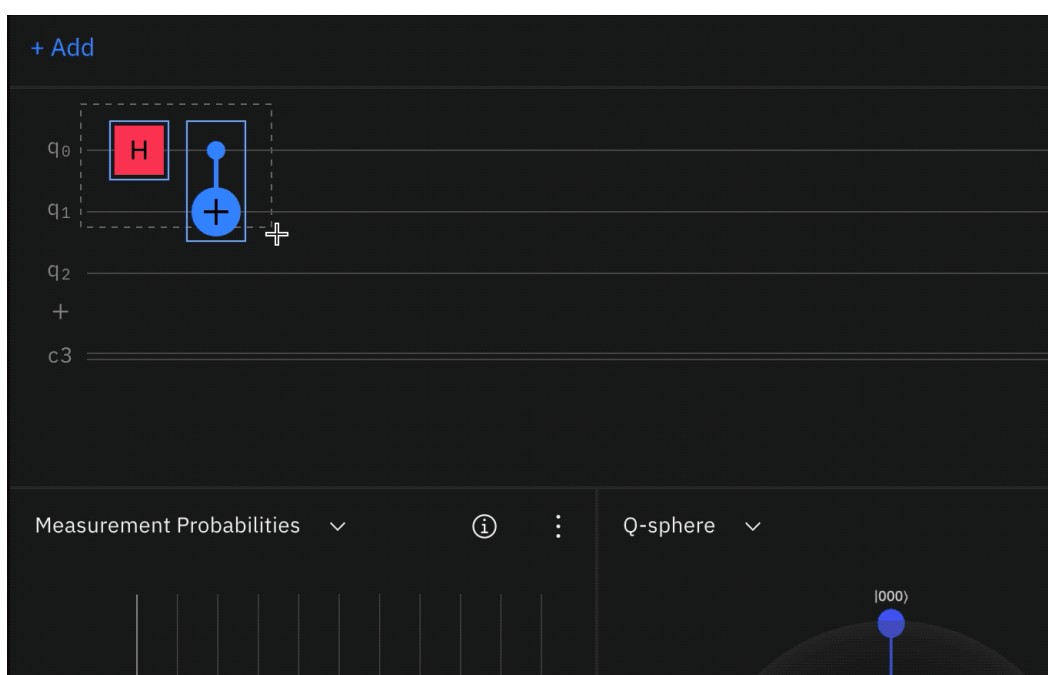 + Add
q0
H
q1
q2
+
c3
Measurement Probabilities
Q-sphere
|000⟩